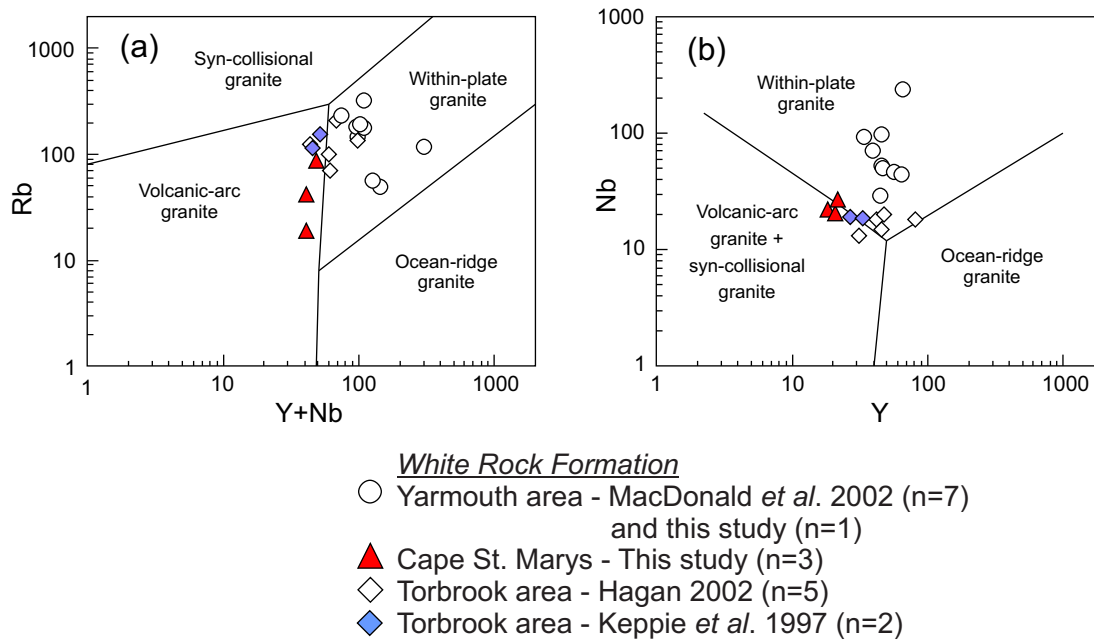 (a)
Syn-collisional
granite
Within-plate
granite
Volcanic-arc
granite
Ocean-ridge
granite
1000
100
10
1
Rb
1
10
100
1000
Y+Nb
(b)
Within-plate
granite
Volcanic-arc
granite +
syn-collisional
granite
Ocean-ridge
granite
1000
100
10
1
Nb
1
10
100
1000
Y
White Rock Formation
Yarmouth area - MacDonald et al. 2002 (n=7)
and this study (n=1)
Cape St. Marys - This study (n=3)
Torbrook area - Hagan 2002 (n=5)
Torbrook area - Keppie et al. 1997 (n=2)